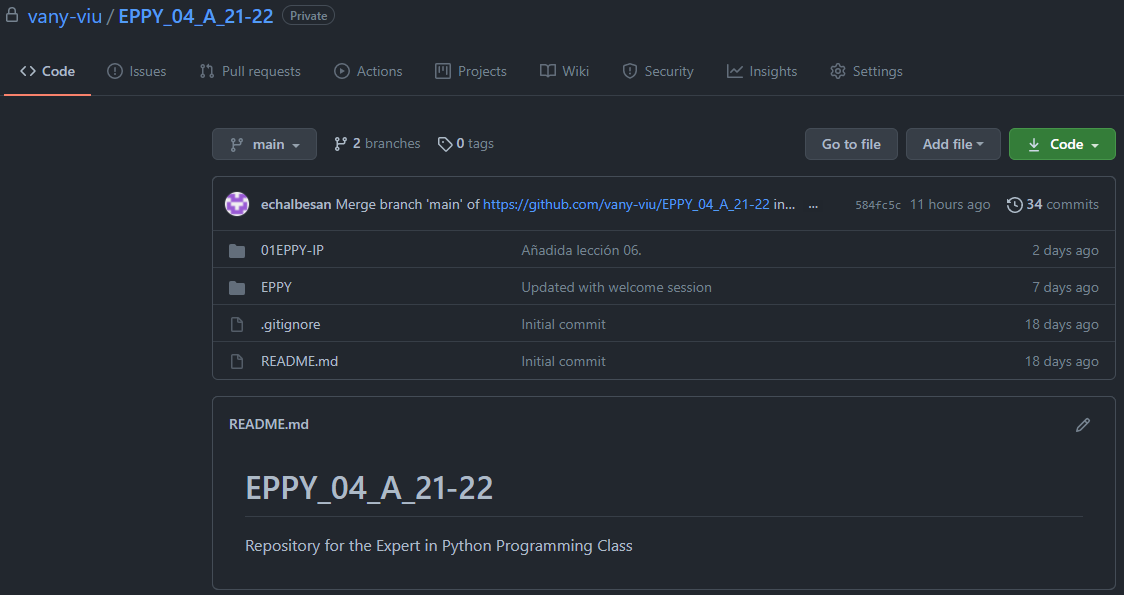 vany-viu / EPPY_04_A_21-22 Private
Code Issues Pull requests Actions Projects Wiki Security Insights Settings
main 2 branches 0 tags Go to file Add file Code
echalbesan Merge branch 'main' of https://github.com/vany-viu/EPPY_04_A_21-22 in... ... 584fc5c 11 hours ago 34 commits
01EPPY-IP Añadida lección 06. 2 days ago
EPPY Updated with welcome session 7 days ago
.gitignore Initial commit 18 days ago
README.md Initial commit 18 days ago
README.md
EPPY_04_A_21-22
Repository for the Expert in Python Programming Class